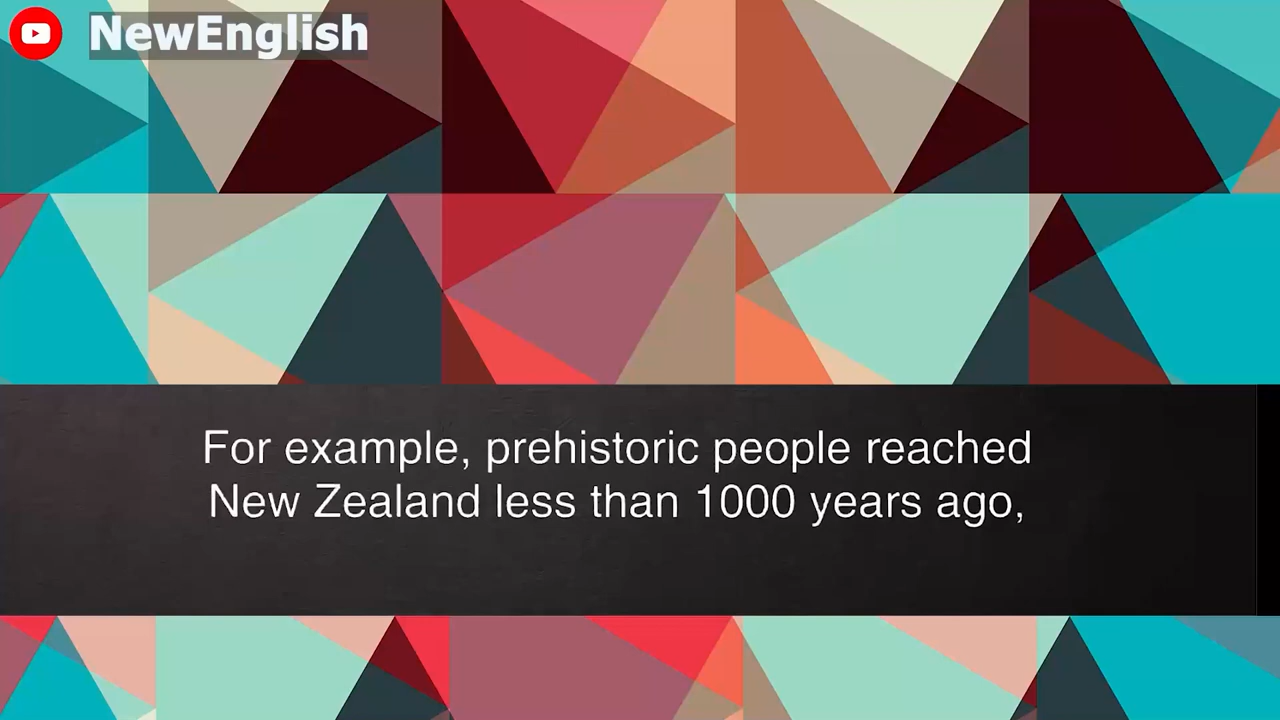 NewEnglish
For example, prehistoric people reached
New Zealand less than 1000 years ago,